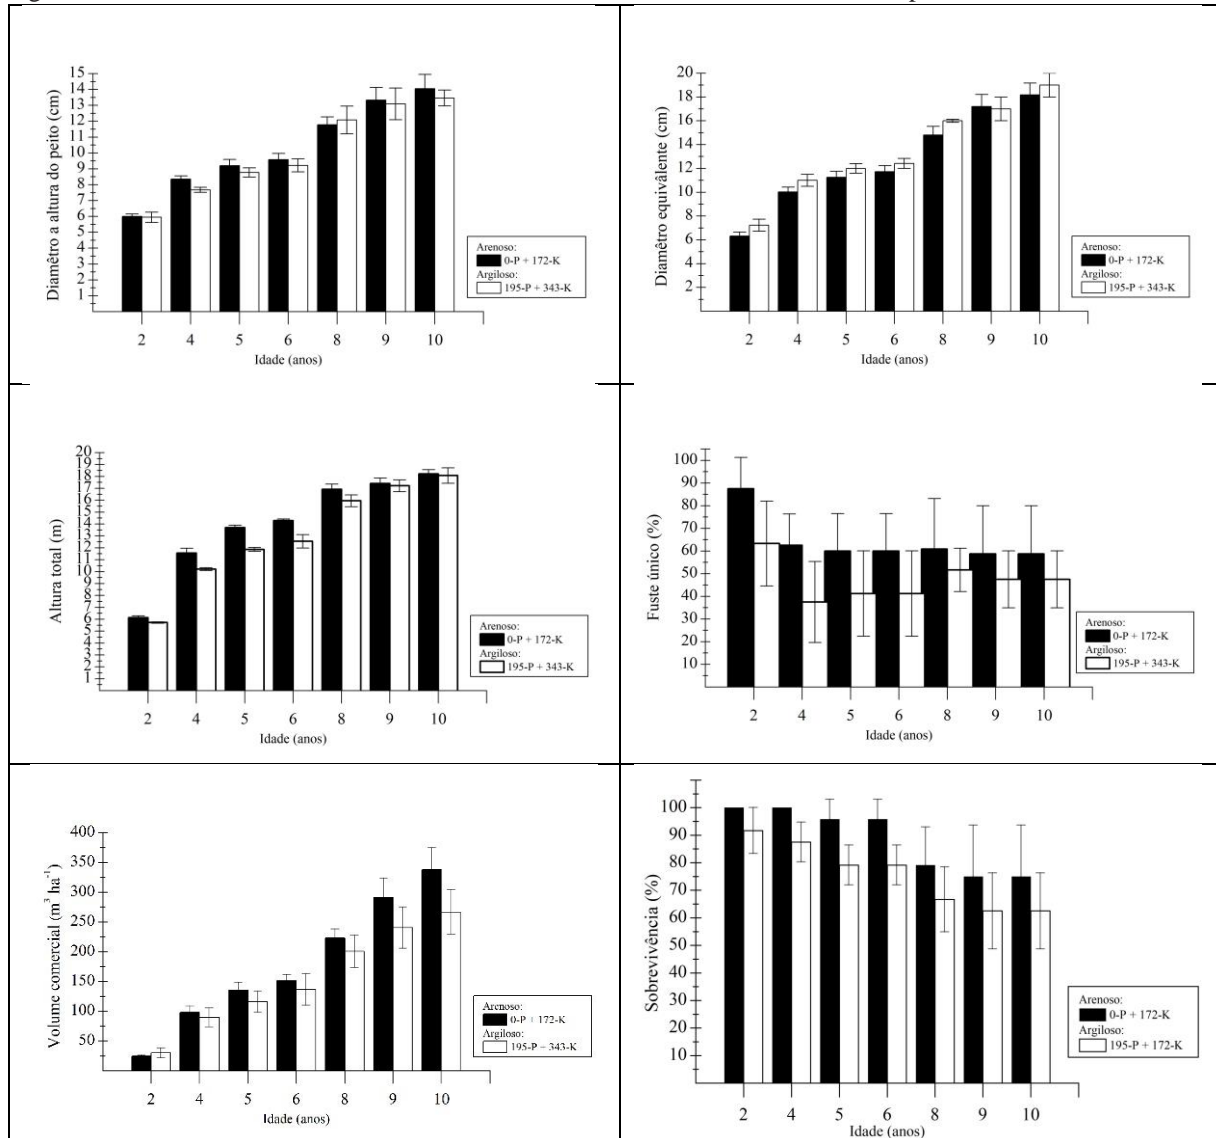 15
14
13
12
11
10
9
8
7
6
5
4
3
2
1
Diamêtro a altura do peito (cm)
Arenoso:
0-P + 172-K
Argiloso:
195-P + 343-K
2 4 5 6 8 9 10
Idade (anos)
20
18
16
14
12
10
8
6
4
2
Diamêtro equivâlente (cm)
Arenoso:
0-P + 172-K
Argiloso:
195-P + 343-K
2 4 5 6 8 9 10
Idade (anos)
20
19
18
17
16
15
14
13
12
11
10
9
8
7
6
5
4
3
2
1
Altura total (m)
Arenoso:
0-P + 172-K
Argiloso:
195-P + 343-K
2 4 5 6 8 9 10
Idade (anos)
100
90
80
70
60
50
40
30
20
10
Fuste único (%)
Arenoso:
0-P + 172-K
Argiloso:
195-P + 343-K
2 4 5 6 8 9 10
Idade (anos)
400
350
300
250
200
150
100
50
Volume comercial (m³ ha⁻¹)
Arenoso:
0-P + 172-K
Argiloso:
195-P + 343-K
2 4 5 6 8 9 10
Idade (anos)
100
90
80
70
60
50
40
30
20
10
Sobrevivência (%)
Arenoso:
0-P + 172-K
Argiloso:
195-P + 172-K
2 4 5 6 8 9 10
Idade (anos)